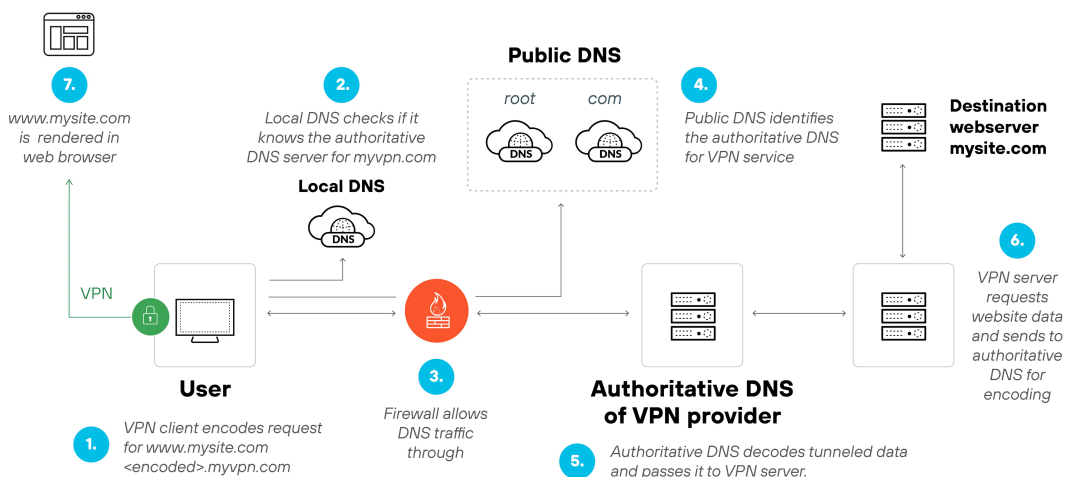 7.
www.mysite.com
is rendered in
web browser
2.
Local DNS checks if it
knows the authoritative
DNS server for myvpn.com
Local DNS
DNS
Public DNS
root
com
DNS
DNS
4.
Public DNS identifies
the authoritative DNS
for VPN service
Destination
webserver
mysite.com
6.
VPN server
requests
website data
and sends to
authoritative
DNS for
encoding
VPN
User
1.
VPN client encodes request
for www.mysite.com
<encoded>.myvpn.com
3.
Firewall allows
DNS traffic
through
Authoritative DNS
of VPN provider
5.
Authoritative DNS decodes tunneled data
and passes it to VPN server.